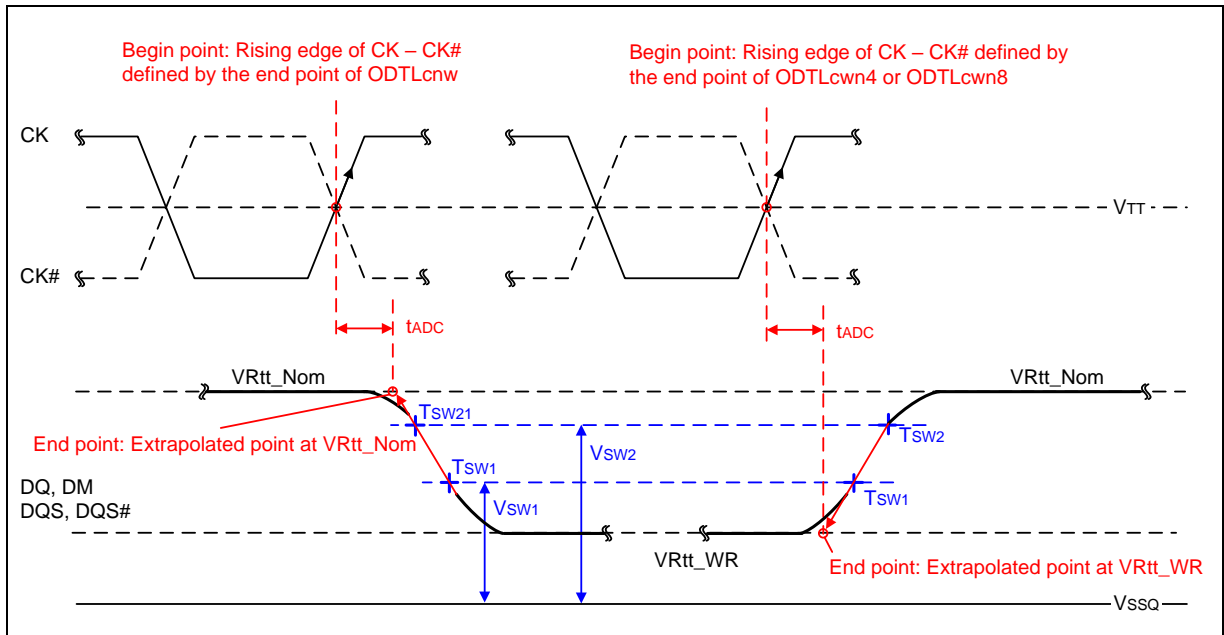 Begin point: Rising edge of CK – CK#
defined by the end point of ODTLcnw
Begin point: Rising edge of CK – CK# defined by
the end point of ODTLcwn4 or ODTLcwn8
CK
VTT
CK#
tADC
tADC
VRtt_Nom
VRtt_Nom
TSW21
End point: Extrapolated point at VRtt_Nom
TSW2
VSW2
TSW1
DQ, DM
DQS, DQS#
VSW1
TSW1
VRtt_WR
End point: Extrapolated point at VRtt_WR
VSSQ